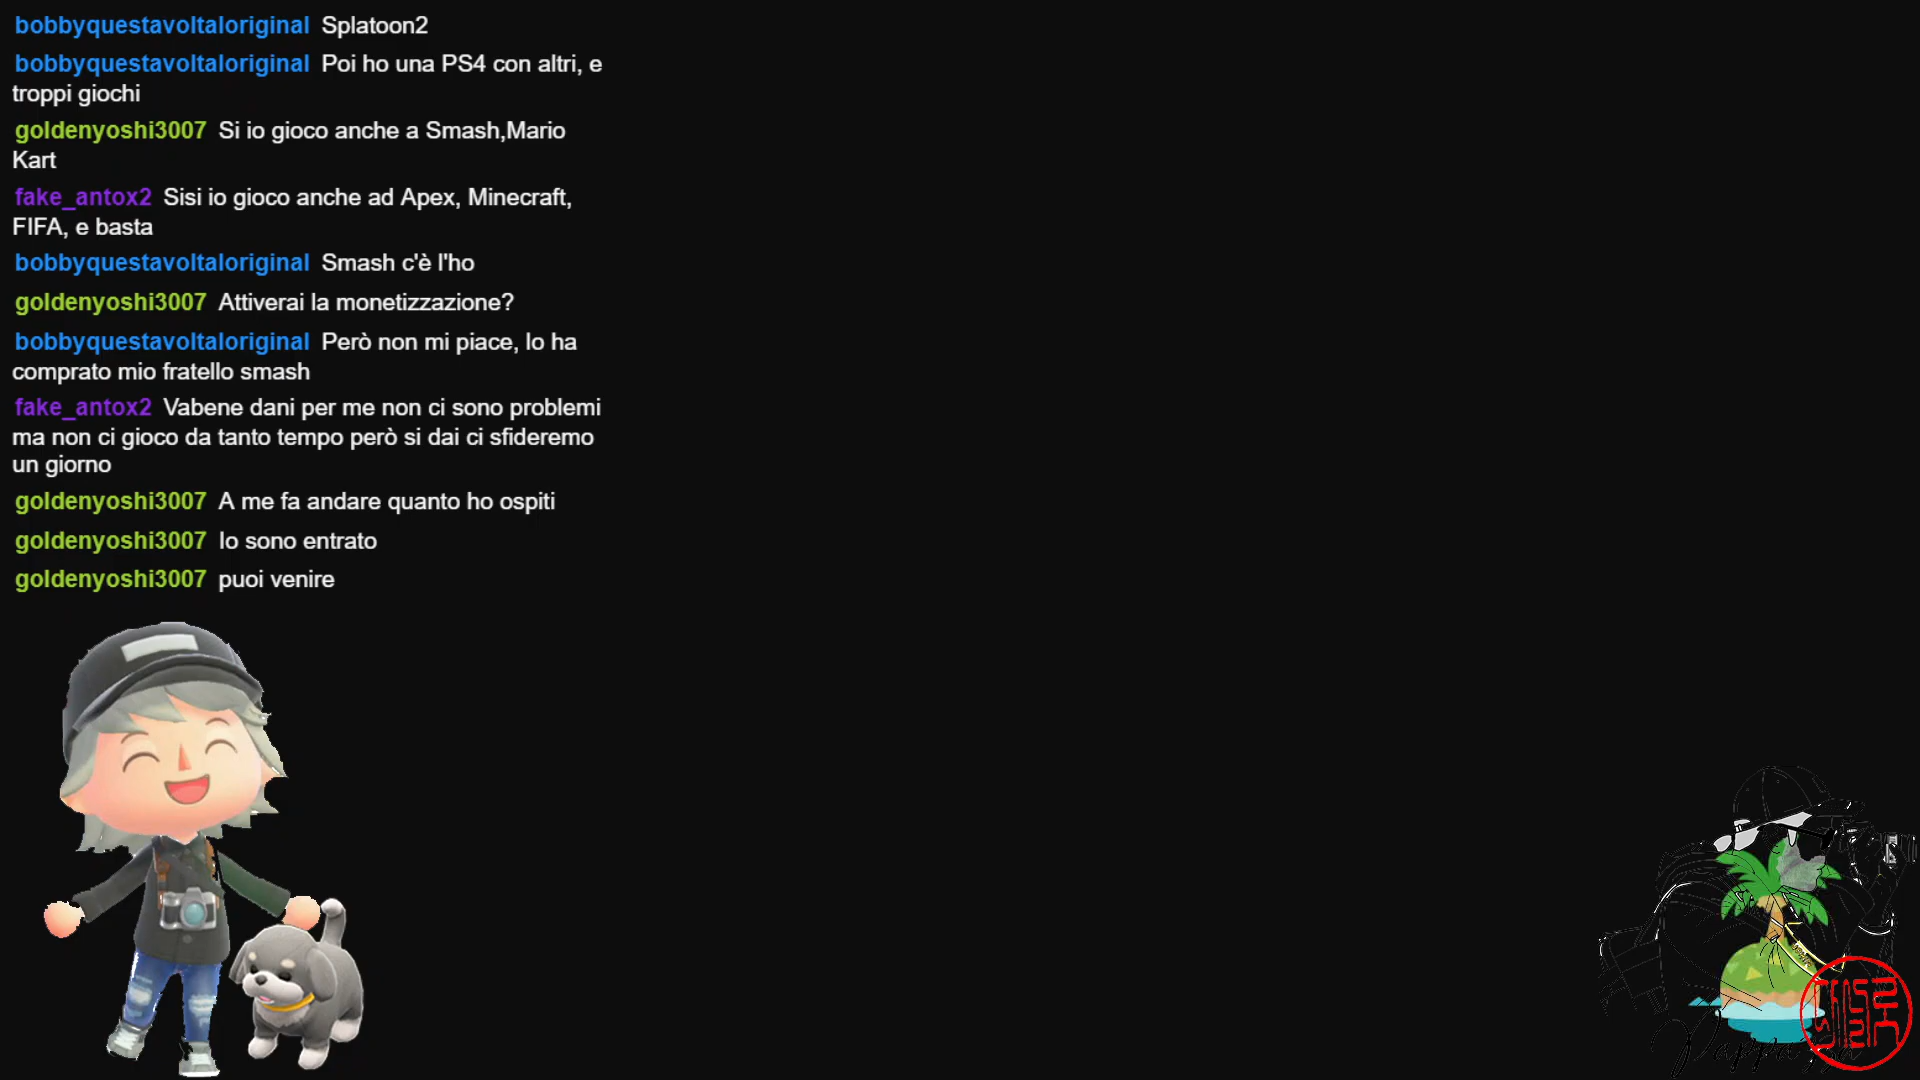 bobbyquestavoltaloriginal Splatoon2
bobbyquestavoltaloriginal Poi ho una PS4 con altri, e
troppi giochi
goldenyoshi3007 Si io gioco anche a Smash,Mario
Kart
fake_antox2 Sisi io gioco anche ad Apex, Minecraft,
FIFA, e basta
bobbyquestavoltaloriginal Smash c'è l'ho
goldenyoshi3007 Attiverai la monetizzazione?
bobbyquestavoltaloriginal Però non mi piace, lo ha
comprato mio fratello smash
fake_antox2 Vabene dani per me non ci sono problemi
ma non ci gioco da tanto tempo però si dai ci sfideremo
un giorno
goldenyoshi3007 A me fa andare quanto ho ospiti
goldenyoshi3007 Io sono entrato
goldenyoshi3007 puoi venire